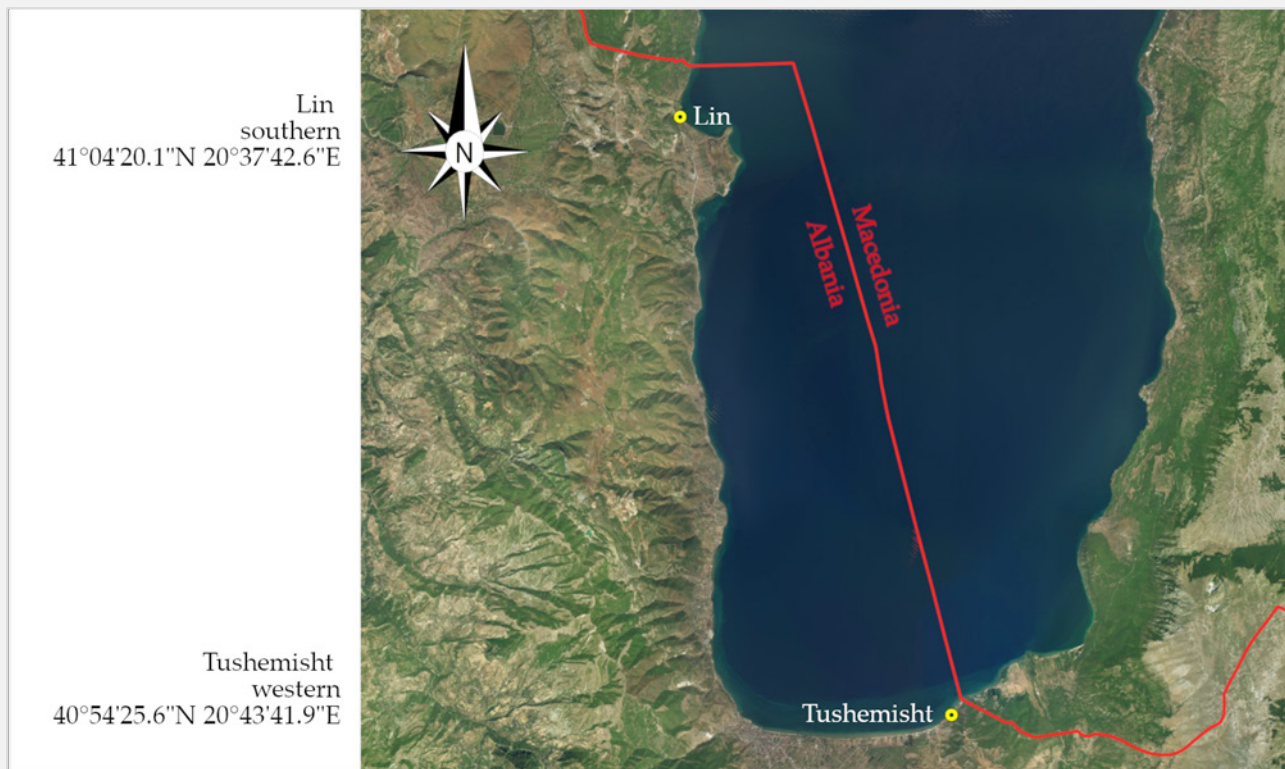 Lin
southern
41°04'20.1"N 20°37'42.6"E
N
Lin
Macedonia
Albania
Tushemisht
western
40°54'25.6"N 20°43'41.9"E
Tushemisht